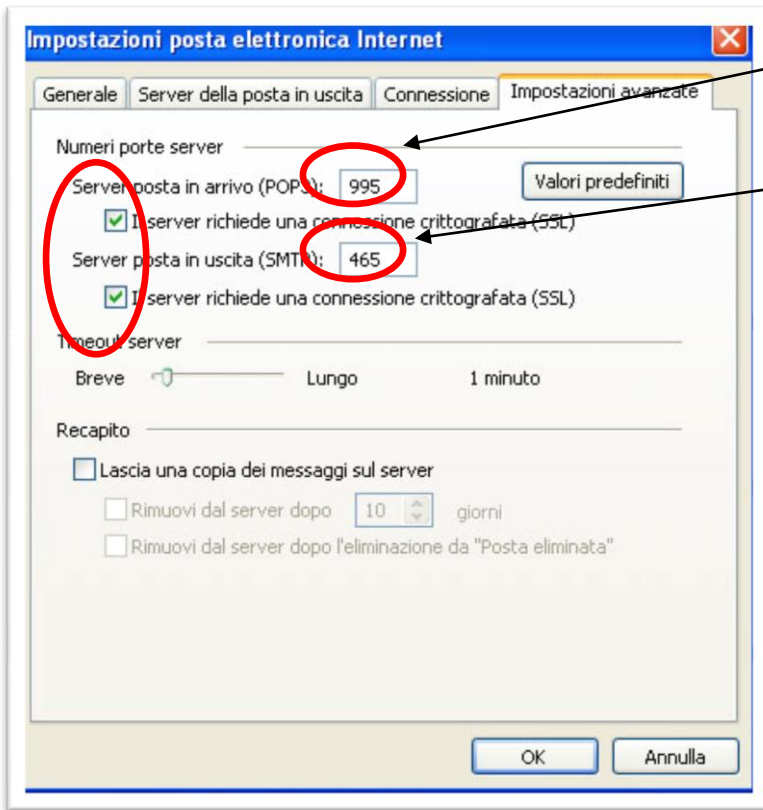 Impostazioni posta elettronica Internet
Generale Server della posta in uscita Connessione Impostazioni avanzate
Numeri porte server
Server posta in arrivo (POP3): 995 Valori predefiniti
Il server richiede una connessione crittografata (SSL)
Server posta in uscita (SMTP): 465
Il server richiede una connessione crittografata (SSL)
Timeout server
Breve Lungo 1 minuto
Recapito
Lascia una copia dei messaggi sul server
Rimuovi dal server dopo 10 giorni
Rimuovi dal server dopo l'eliminazione da "Posta eliminata"
OK Annulla